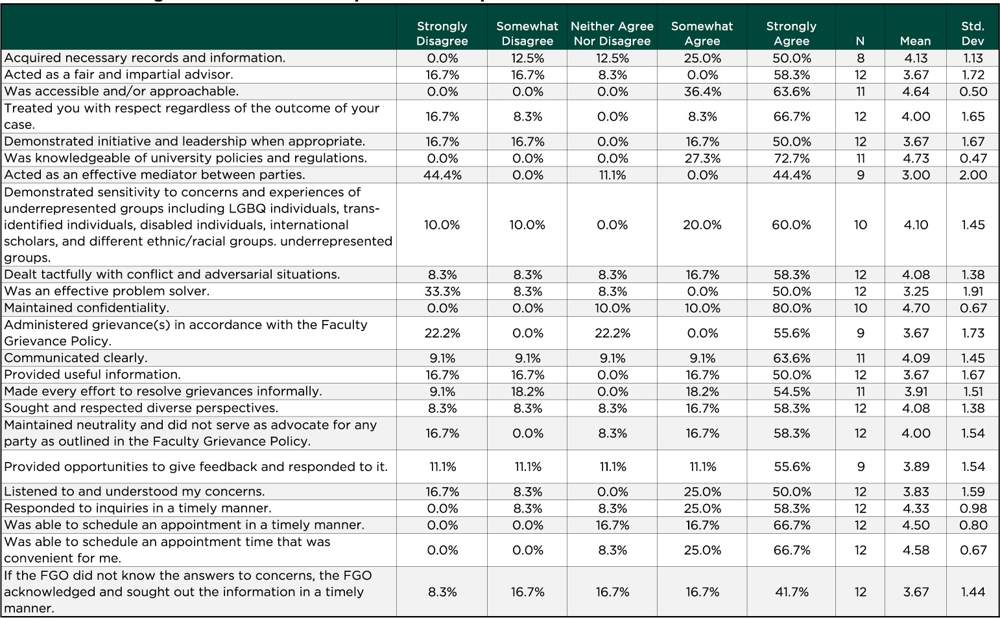 Strongly Disagree Somewhat Disagree Neither Agree Nor Disagree Somewhat Agree Strongly Agree N Mean Std. Dev
Acquired necessary records and information. 0.0% 12.5% 12.5% 25.0% 50.0% 8 4.13 1.13
Acted as a fair and impartial advisor. 16.7% 16.7% 8.3% 0.0% 58.3% 12 3.67 1.72
Was accessible and/or approachable. 0.0% 0.0% 0.0% 36.4% 63.6% 11 4.64 0.50
Treated you with respect regardless of the outcome of your
case. 16.7% 8.3% 0.0% 8.3% 66.7% 12 4.00 1.65
Demonstrated initiative and leadership when appropriate. 16.7% 16.7% 0.0% 16.7% 50.0% 12 3.67 1.67
Was knowledgeable of university policies and regulations. 0.0% 0.0% 0.0% 27.3% 72.7% 11 4.73 0.47
Acted as an effective mediator between parties. 44.4% 0.0% 11.1% 0.0% 44.4% 9 3.00 2.00
Demonstrated sensitivity to concerns and experiences of
underrepresented groups including LGBQ individuals, trans-
identified individuals, disabled individuals, international
scholars, and different ethnic/racial groups. underrepresented
groups. 10.0% 10.0% 0.0% 20.0% 60.0% 10 4.10 1.45
Dealt tactfully with conflict and adversarial situations. 8.3% 8.3% 8.3% 16.7% 58.3% 12 4.08 1.38
Was an effective problem solver. 33.3% 8.3% 8.3% 0.0% 50.0% 12 3.25 1.91
Maintained confidentiality. 0.0% 0.0% 10.0% 10.0% 80.0% 10 4.70 0.67
Administered grievance(s) in accordance with the Faculty
Grievance Policy. 22.2% 0.0% 22.2% 0.0% 55.6% 9 3.67 1.73
Communicated clearly. 9.1% 9.1% 9.1% 9.1% 63.6% 11 4.09 1.45
Provided useful information. 16.7% 16.7% 0.0% 16.7% 50.0% 12 3.67 1.67
Made every effort to resolve grievances informally. 9.1% 18.2% 0.0% 18.2% 54.5% 11 3.91 1.51
Sought and respected diverse perspectives. 8.3% 8.3% 8.3% 16.7% 58.3% 12 4.08 1.38
Maintained neutrality and did not serve as advocate for any
party as outlined in the Faculty Grievance Policy. 16.7% 0.0% 8.3% 16.7% 58.3% 12 4.00 1.54
Provided opportunities to give feedback and responded to it. 11.1% 11.1% 11.1% 11.1% 55.6% 9 3.89 1.54
Listened to and understood my concerns. 16.7% 8.3% 0.0% 25.0% 50.0% 12 3.83 1.59
Responded to inquiries in a timely manner. 0.0% 8.3% 8.3% 25.0% 58.3% 12 4.33 0.98
Was able to schedule an appointment in a timely manner. 0.0% 0.0% 16.7% 16.7% 66.7% 12 4.50 0.80
Was able to schedule an appointment time that was
convenient for me. 0.0% 0.0% 8.3% 25.0% 66.7% 12 4.58 0.67
If the FGO did not know the answers to concerns, the FGO
acknowledged and sought out the information in a timely
manner. 8.3% 16.7% 16.7% 16.7% 41.7% 12 3.67 1.44